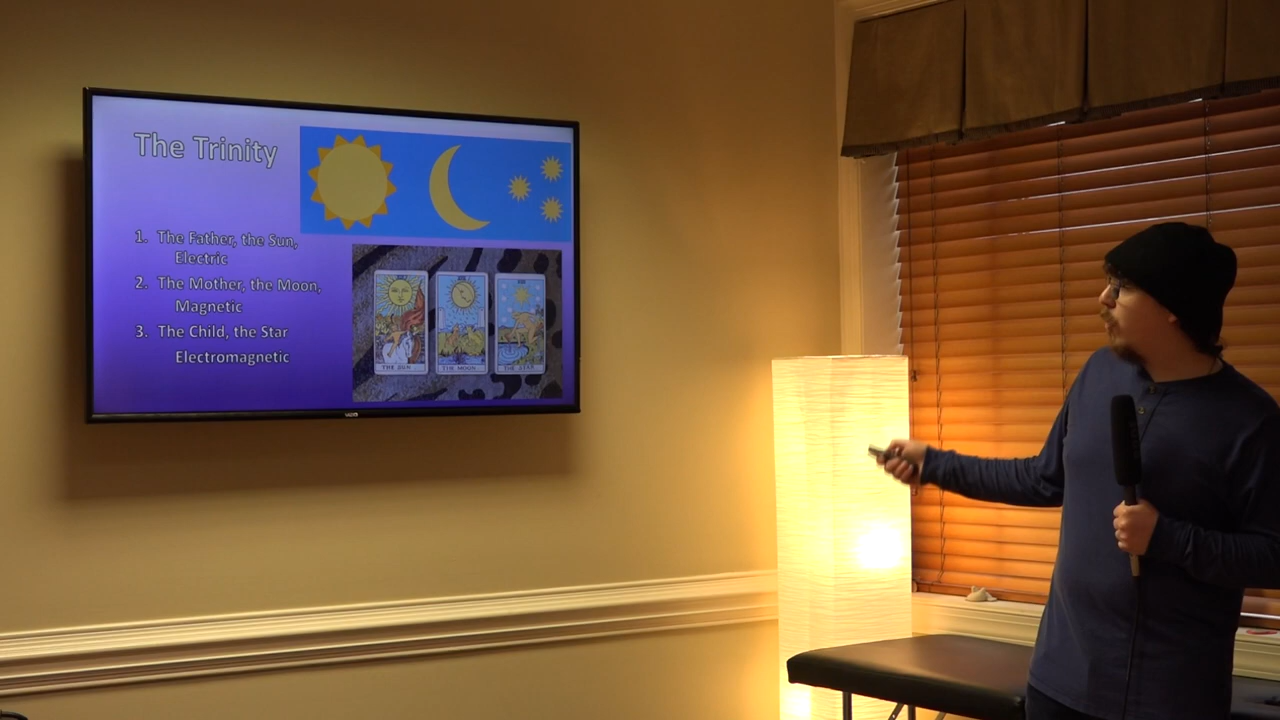 The Trinity
1. The Father, the Sun,
Electric
2. The Mother, the Moon,
Magnetic
3. The Child, the Star
Electromagnetic
THE SUN
THE MOON
THE STAR
VIZIO